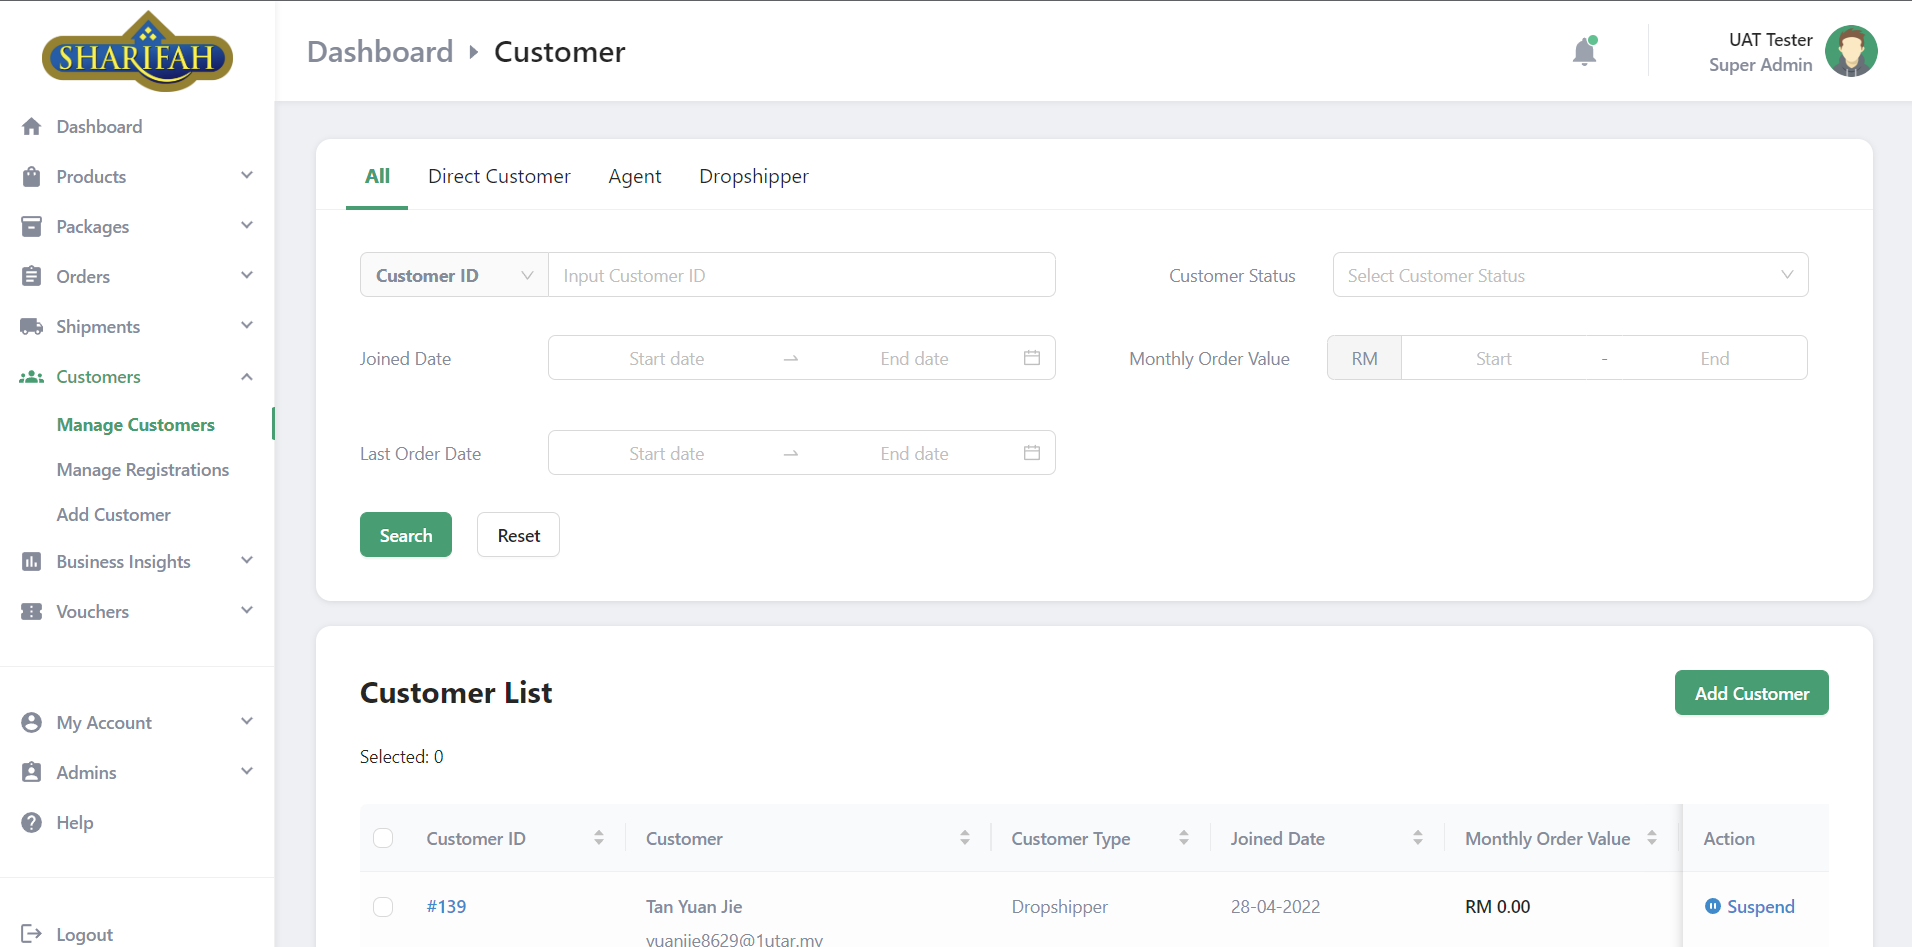 SHARIFAH
Dashboard
Products
Packages
Orders
Shipments
Customers
Manage Customers
Manage Registrations
Add Customer
Business Insights
Vouchers
My Account
Admins
Help
Logout
Dashboard Customer
UAT Tester
Super Admin
All Direct Customer Agent Dropshipper
Customer ID Input Customer ID Customer Status Select Customer Status
Joined Date Start date End date Monthly Order Value RM Start - End
Last Order Date Start date End date
Search Reset
Customer List Add Customer
Selected: 0
Customer ID Customer Customer Type Joined Date Monthly Order Value Action
#139 Tan Yuan Jie Dropshipper 28-04-2022 RM 0.00 Suspend
yuanjie8629@1utar.my